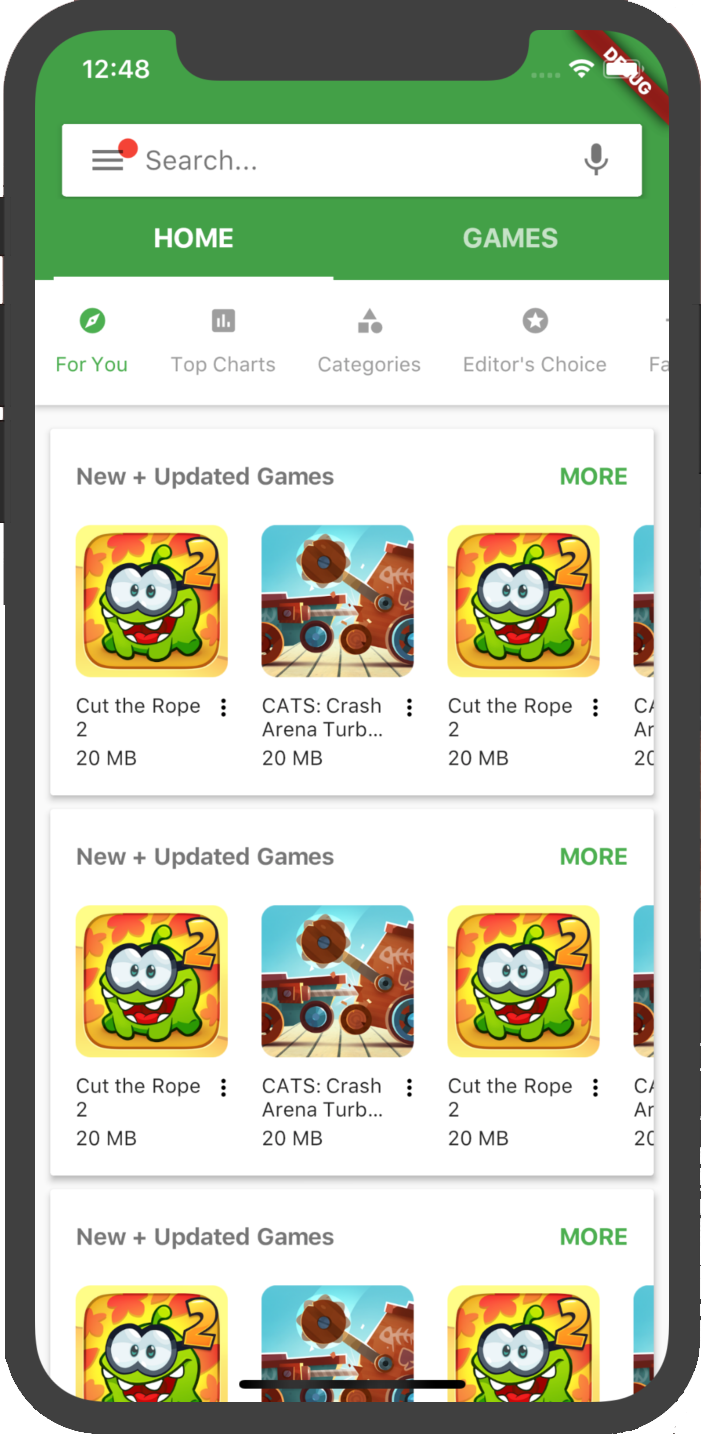 12:48
DEBUG
Search...
HOME
GAMES
For You
Top Charts
Categories
Editor's Choice
Fa
New + Updated Games
MORE
2
2
Cut the Rope
2
20 MB
CATS: Crash
Arena Turb...
20 MB
Cut the Rope
2
20 MB
CA
Ar
20
New + Updated Games
MORE
2
2
Cut the Rope
2
20 MB
CATS: Crash
Arena Turb...
20 MB
Cut the Rope
2
20 MB
CA
Ar
20
New + Updated Games
MORE
2
2